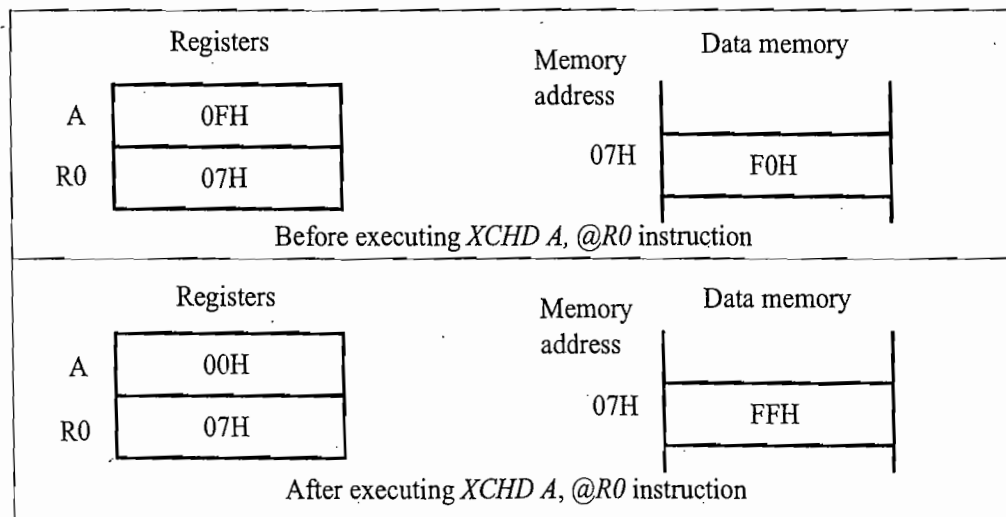 Registers
Data memory
Memory
address
A
0FH
R0
07H
07H
F0H
Before executing XCHD A, @R0 instruction
Registers
Data memory
Memory
address
A
00H
R0
07H
07H
FFH
After executing XCHD A, @R0 instruction